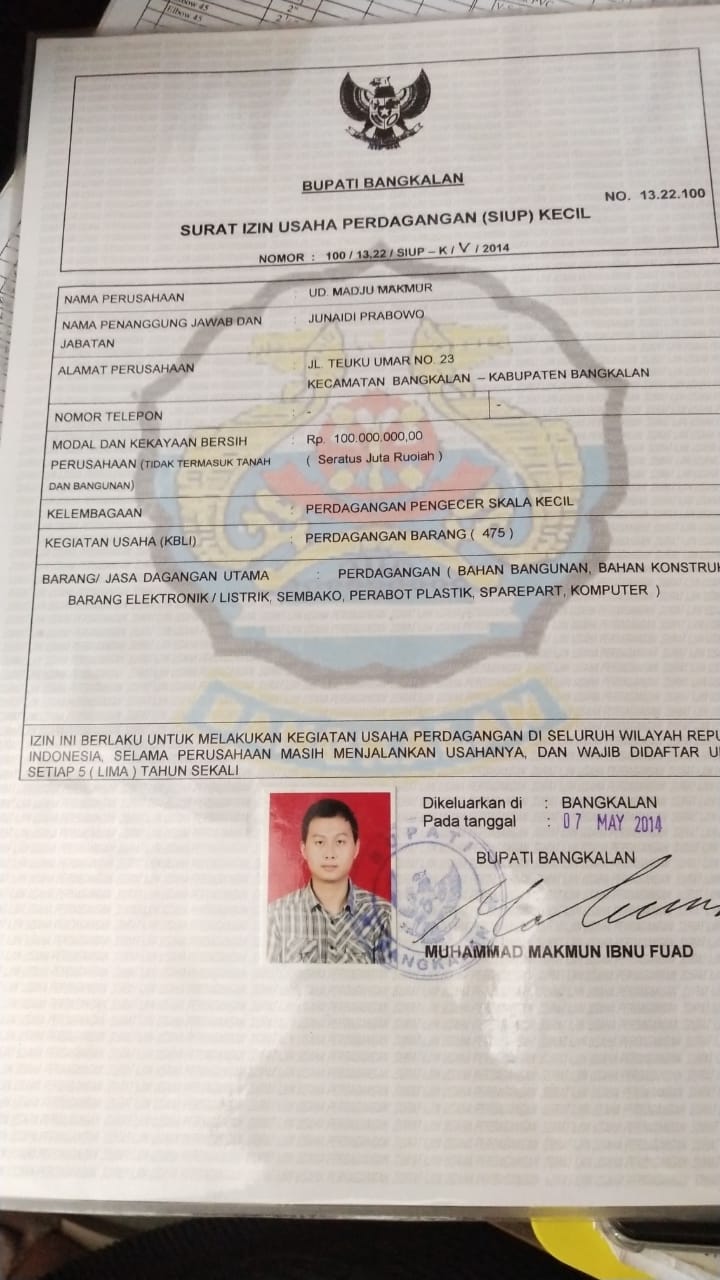 Elbow 45
Elbow 45
2"
BUPATI BANGKALAN
NO. 13.22.100
SURAT IZIN USAHA PERDAGANGAN (SIUP) KECIL
NOMOR : 100 / 13.22 / SIUP – K / V / 2014
NAMA PERUSAHAAN : UD. MADJU MAKMUR
NAMA PENANGGUNG JAWAB DAN : JUNAIDI PRABOWO
JABATAN
ALAMAT PERUSAHAAN : JL. TEUKU UMAR NO. 23
KECAMATAN BANGKALAN – KABUPATEN BANGKALAN
NOMOR TELEPON : - -
MODAL DAN KEKAYAAN BERSIH : Rp. 100.000.000,00
PERUSAHAAN (TIDAK TERMASUK TANAH ( Seratus Juta Ruoiah )
DAN BANGUNAN)
KELEMBAGAAN : PERDAGANGAN PENGECER SKALA KECIL
KEGIATAN USAHA (KBLI) : PERDAGANGAN BARANG ( 475 )
BARANG/ JASA DAGANGAN UTAMA : PERDAGANGAN ( BAHAN BANGUNAN, BAHAN KONSTRUK
BARANG ELEKTRONIK / LISTRIK, SEMBAKO, PERABOT PLASTIK, SPAREPART, KOMPUTER )
IZIN INI BERLAKU UNTUK MELAKUKAN KEGIATAN USAHA PERDAGANGAN DI SELURUH WILAYAH REPU
INDONESIA, SELAMA PERUSAHAAN MASIH MENJALANKAN USAHANYA, DAN WAJIB DIDAFTAR U
SETIAP 5 ( LIMA ) TAHUN SEKALI
Dikeluarkan di : BANGKALAN
Pada tanggal : 07 MAY 2014
BUPATI
BUPATI BANGKALAN
BANGKALAN
MUHAMMAD MAKMUN IBNU FUAD